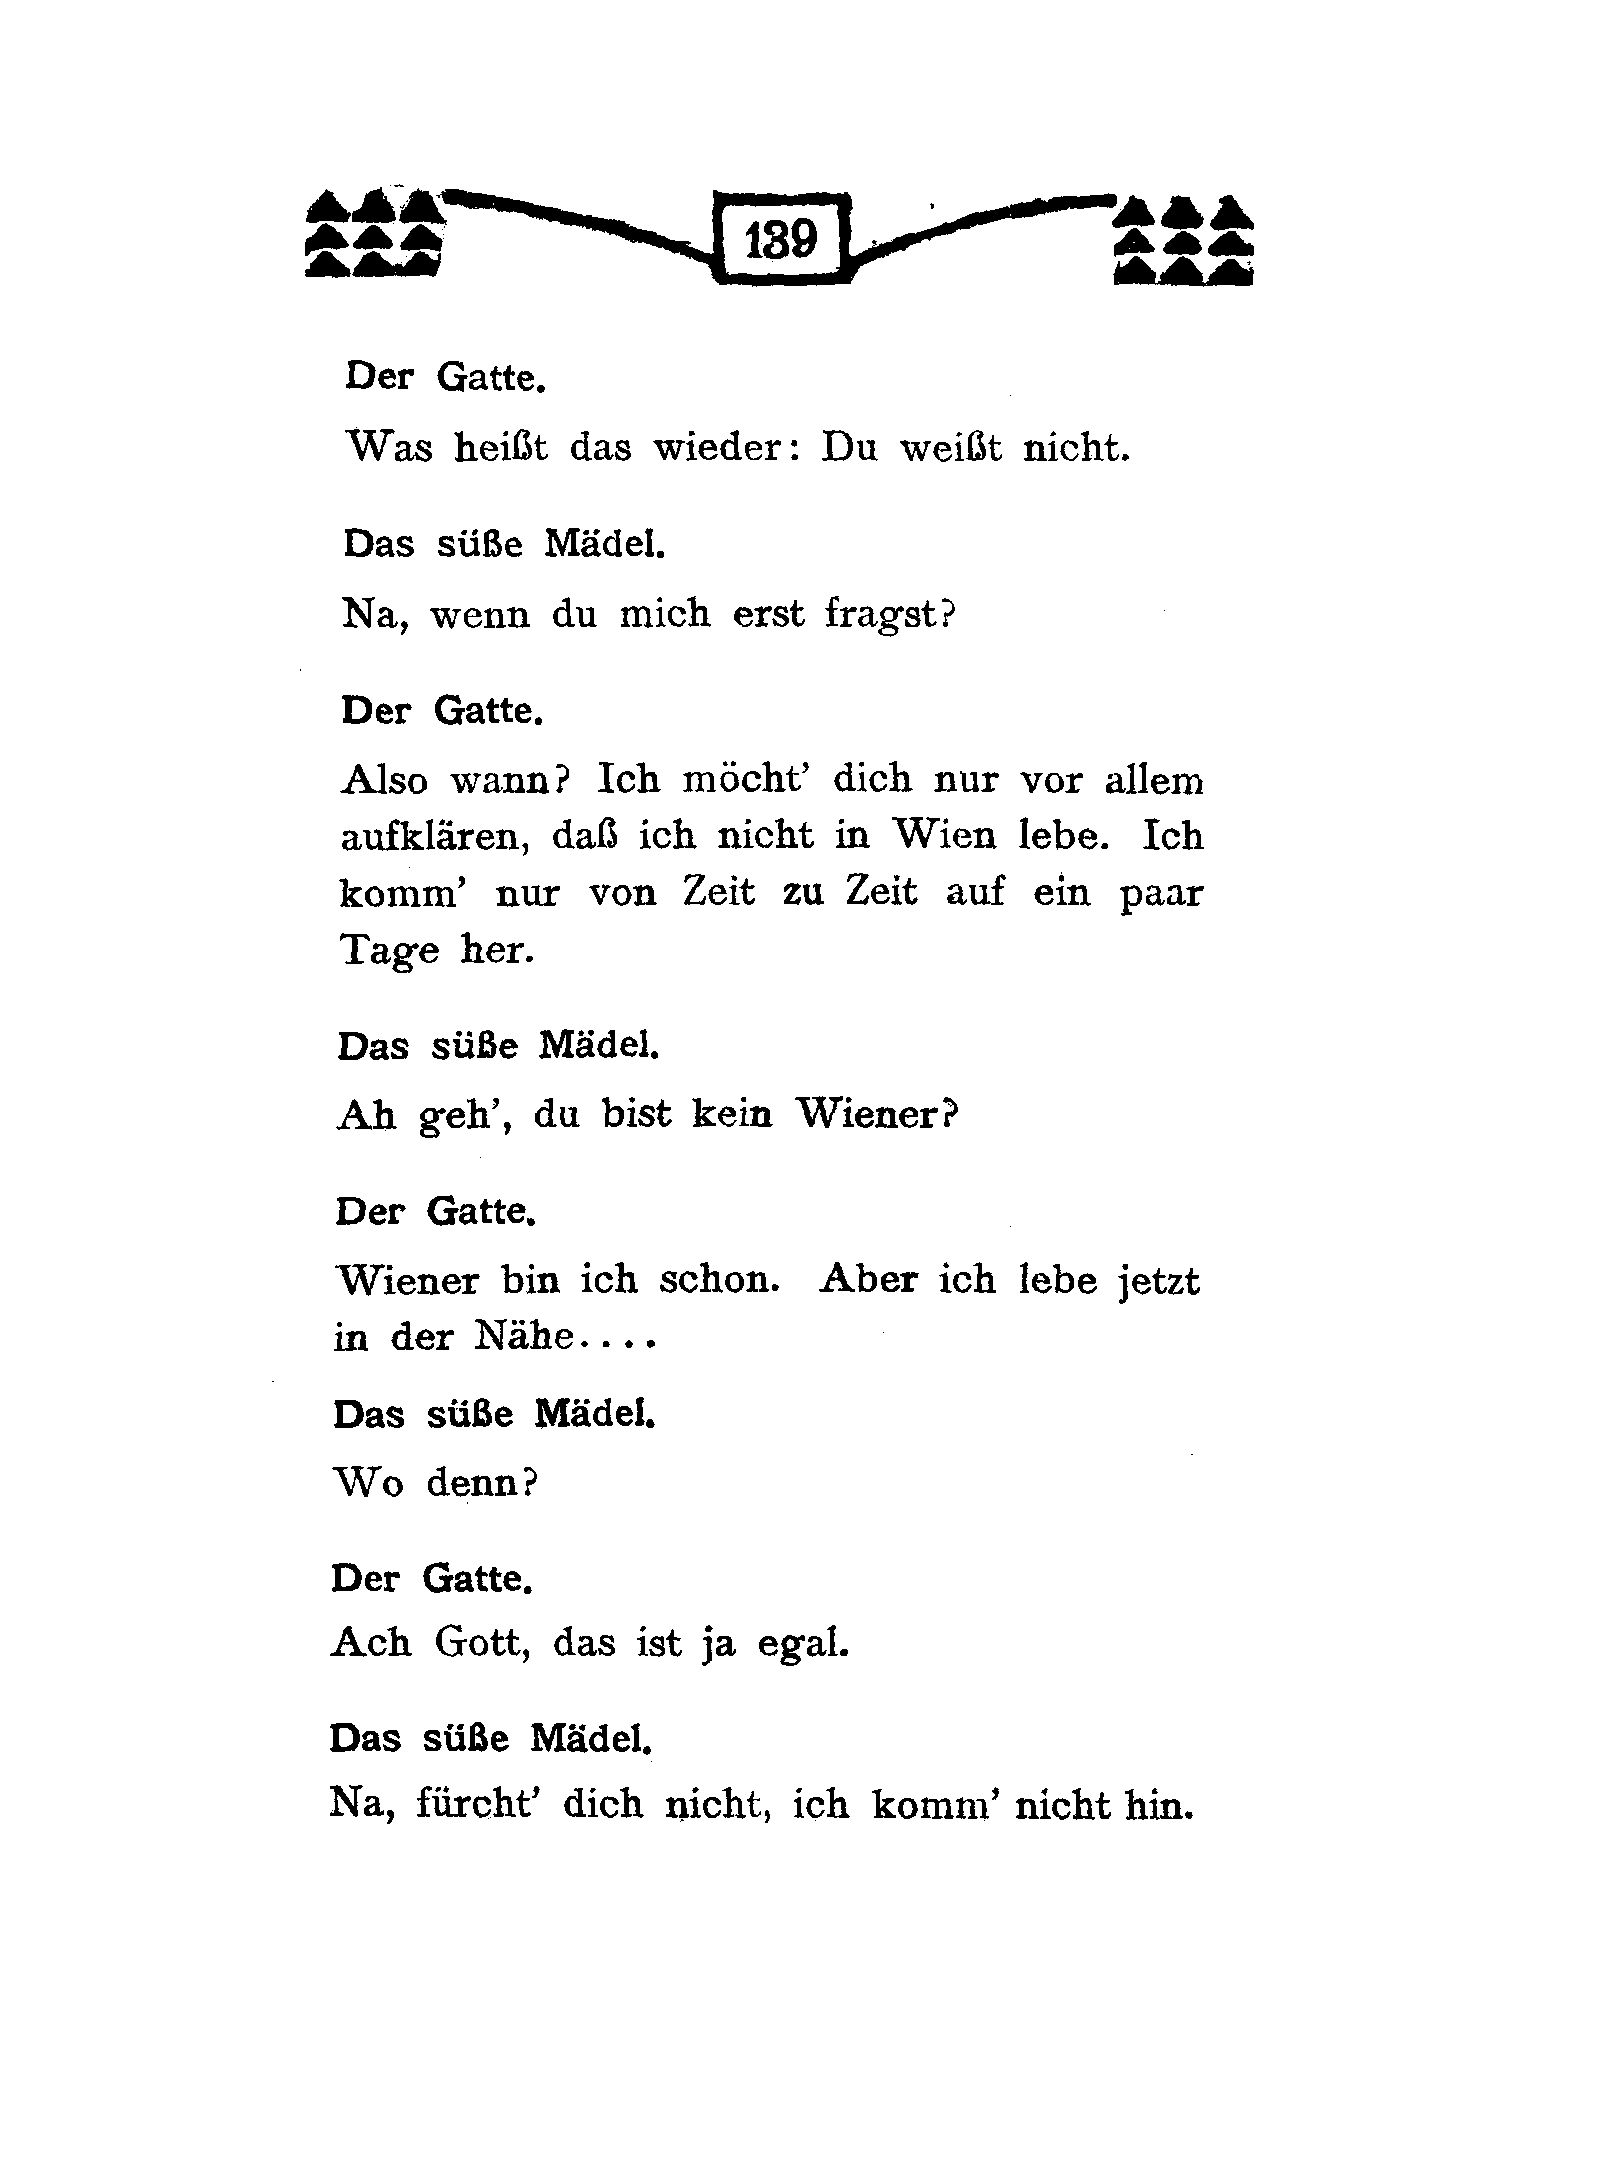 139
Der Gatte.
Was heißt das wieder: Du weißt nicht.
Das süße Mädel.
Na, wenn du mich erst fragst?
Der Gatte.
Also wann? Ich möcht’ dich nur vor allem
aufklären, daß ich nicht in Wien lebe. Ich
komm’ nur von Zeit zu Zeit auf ein paar
Tage her.
Das süße Mädel.
Ah geh’, du bist kein Wiener?
Der Gatte.
Wiener bin ich schon. Aber ich lebe jetzt
in der Nähe....
Das süße Mädel.
Wo denn?
Der Gatte.
Ach Gott, das ist ja egal.
Das süße Mädel.
Na, fürcht’ dich nicht, ich komm’ nicht hin.